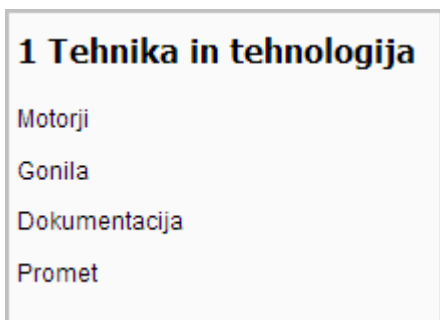 1 Tehnika in tehnologija
Motorji
Gonila
Dokumentacija
Promet